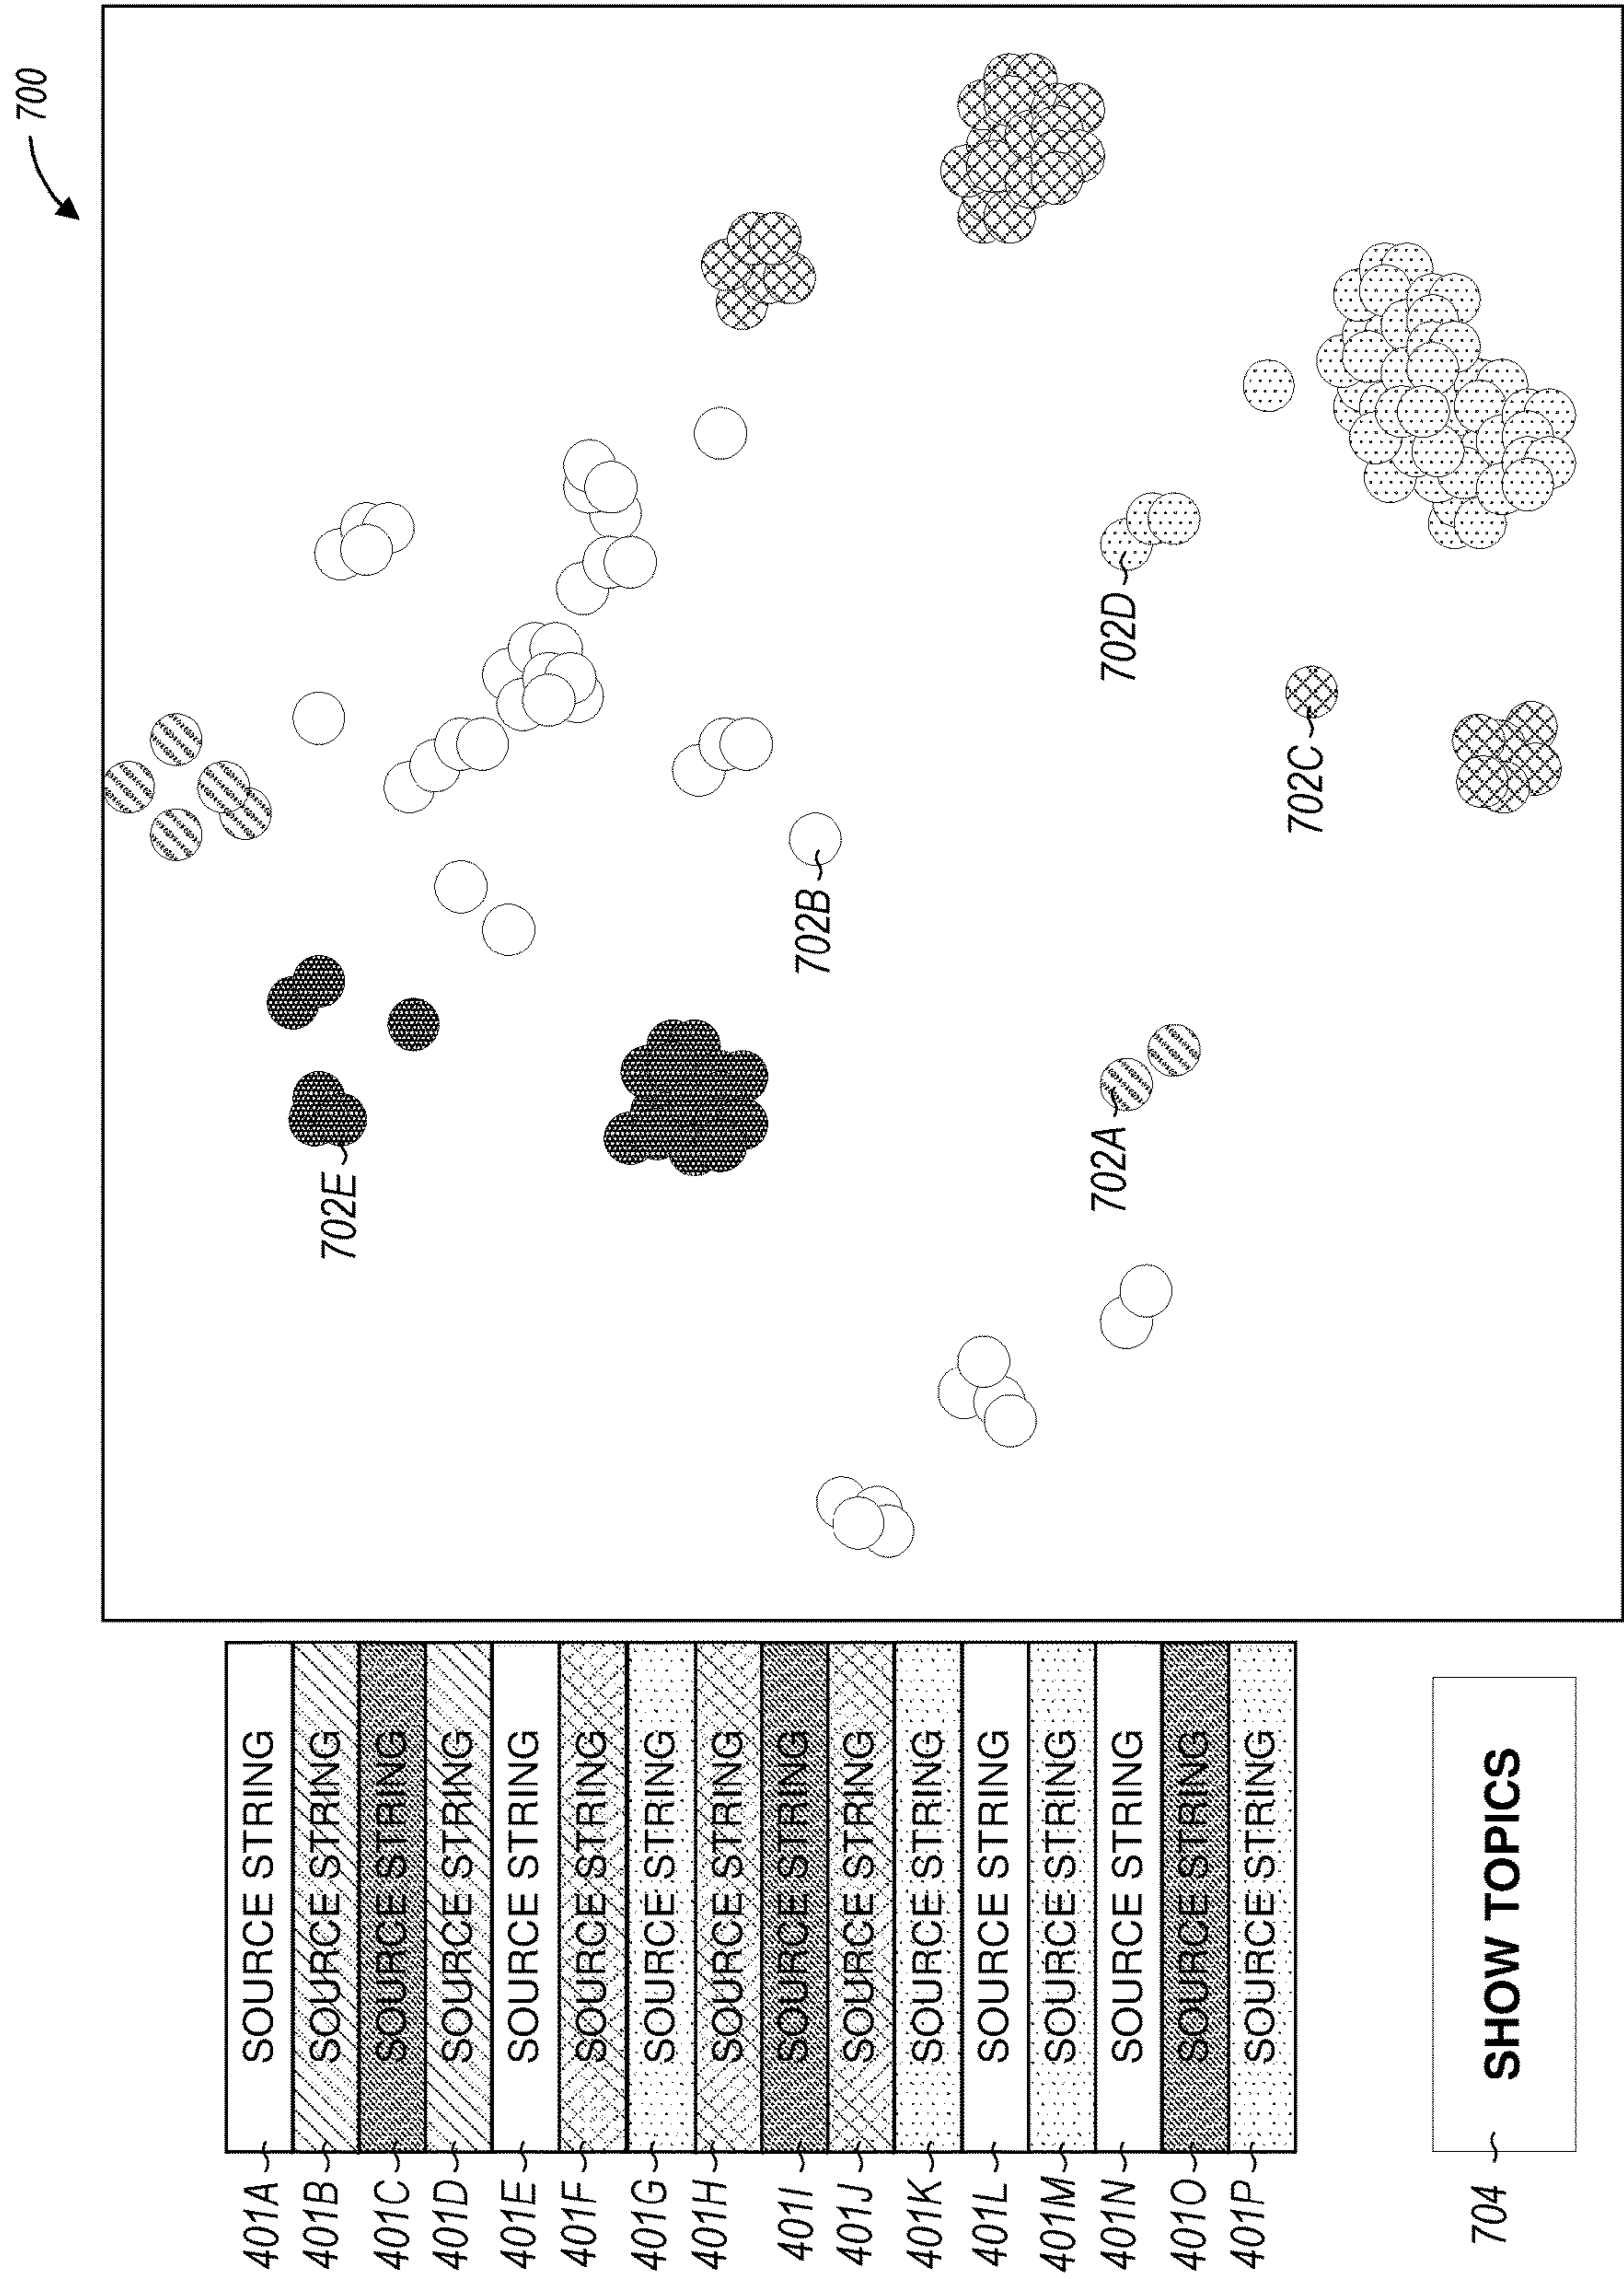 700
401A SOURCE STRING
401B SOURCE STRING
401C SOURCE STRING
401D SOURCE STRING
401E SOURCE STRING
401F SOURCE STRING
401G SOURCE STRING
401H SOURCE STRING
401I SOURCE STRING
401J SOURCE STRING
401K SOURCE STRING
401L SOURCE STRING
401M SOURCE STRING
401N SOURCE STRING
401O SOURCE STRING
401P SOURCE STRING
704 SHOW TOPICS
702E
702B
702A
702D
702C